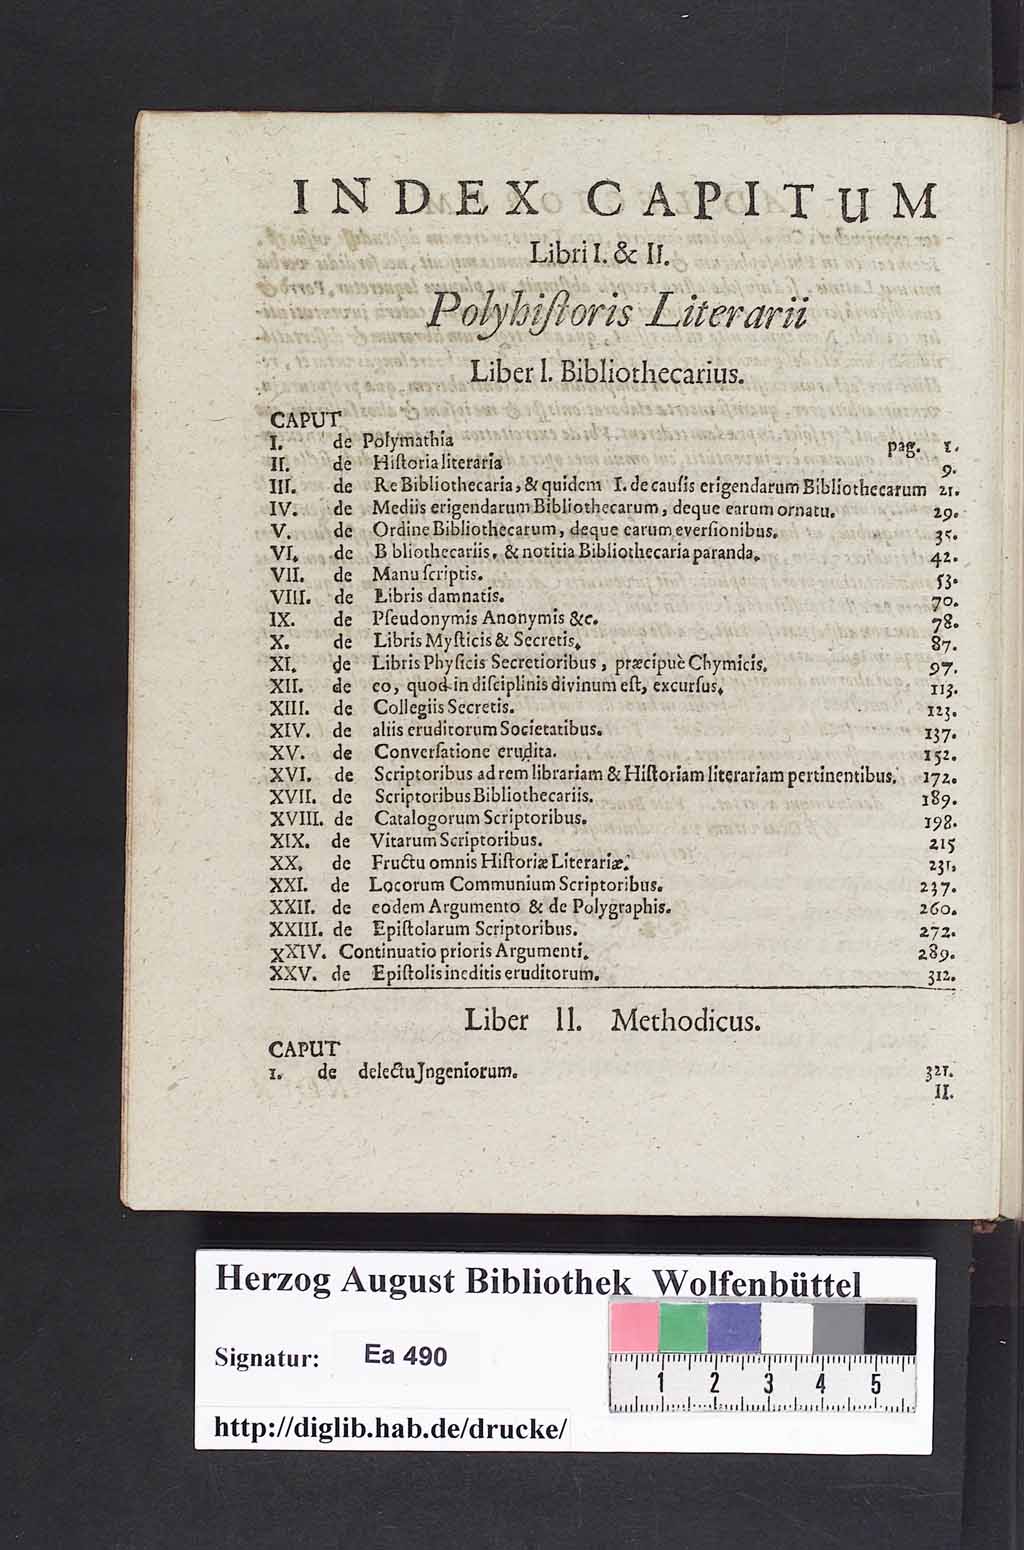 INDEX CAPITUM
Libri I. & II.
Polyhiſtoris Literarii
Liber I. Bibliothecarius.
CAPUT
I. de Polymathia pag. 1.
II. de Hiſtoria literaria 9.
III. de Re Bibliothecaria, & quidem I. de cauſis erigendarum Bibliothecarum 21.
IV. de Mediis erigendarum Bibliothecarum, deque earum ornatu. 29.
V. de Ordine Bibliothecarum, deque earum everſionibus. 35.
VI. de B bliothecariis, & notitia Bibliothecaria paranda. 42.
VII. de Manu ſcriptis. 53.
VIII. de Libris damnatis. 70.
IX. de Pſeudonymis Anonymis &c. 78.
X. de Libris Myſticis & Secretis. 87.
XI. de Libris Phyſicis Secretioribus, præcipuè Chymicis. 97.
XII. de eo, quod in diſciplinis divinum eſt, excurſus. 113.
XIII. de Collegiis Secretis. 123.
XIV. de aliis eruditorum Societatibus. 137.
XV. de Converſatione erudita. 152.
XVI. de Scriptoribus ad rem librariam & Hiſtoriam literariam pertinentibus. 172.
XVII. de Scriptoribus Bibliothecariis. 189.
XVIII. de Catalogorum Scriptoribus. 198.
XIX. de Vitarum Scriptoribus. 215
XX. de Fructu omnis Hiſtoriæ Literariæ. 231.
XXI. de Locorum Communium Scriptoribus. 237.
XXII. de eodem Argumento & de Polygraphis. 260.
XXIII. de Epiſtolarum Scriptoribus. 272.
XXIV. Continuatio prioris Argumenti. 289.
XXV. de Epiſtolis ineditis eruditorum. 312.
Liber II. Methodicus.
CAPUT
I. de delectu Jngeniorum. 321.
II.
Herzog August Bibliothek Wolfenbüttel
Signatur: Ea 490
1 2 3 4 5
http://diglib.hab.de/drucke/